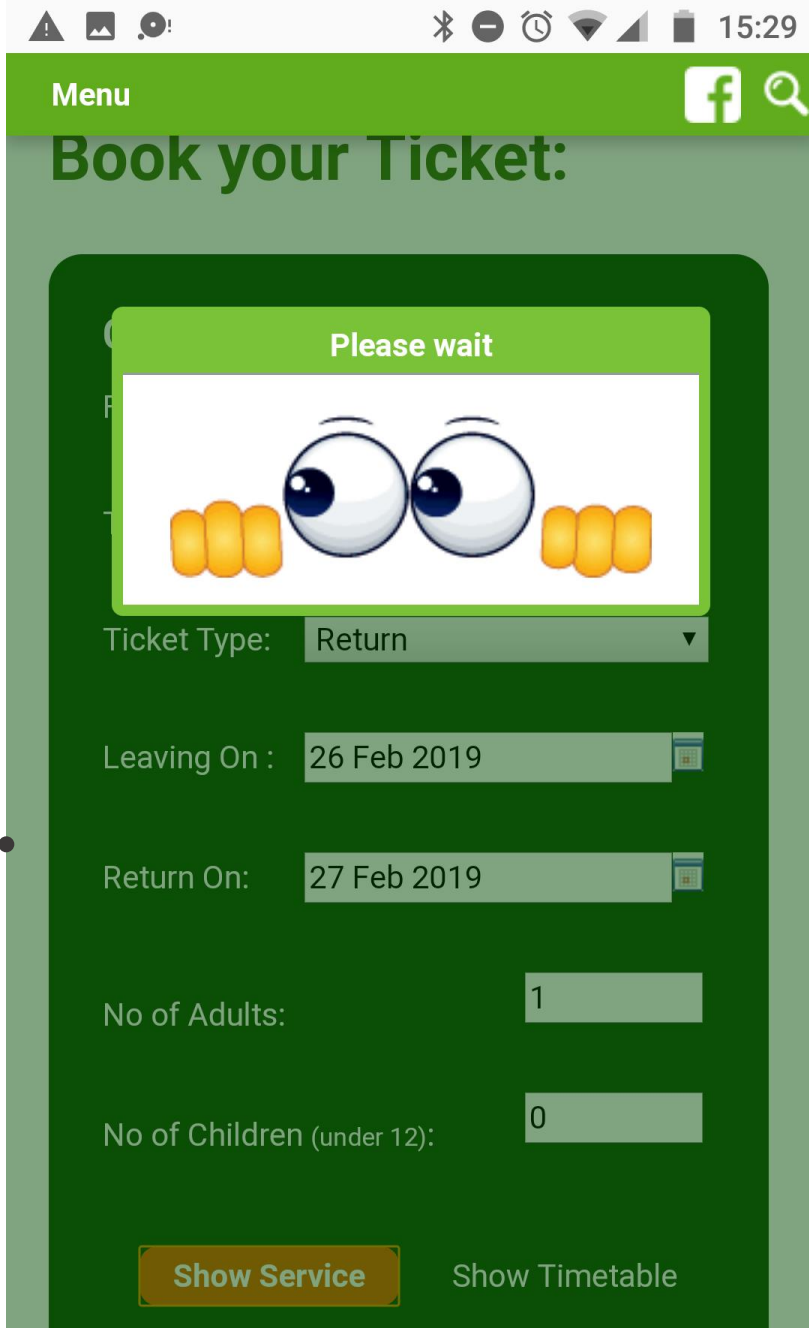 15:29
Menu
Book your Ticket:
Please wait
Ticket Type: Return
Leaving On : 26 Feb 2019
Return On: 27 Feb 2019
No of Adults: 1
No of Children (under 12): 0
Show Service Show Timetable